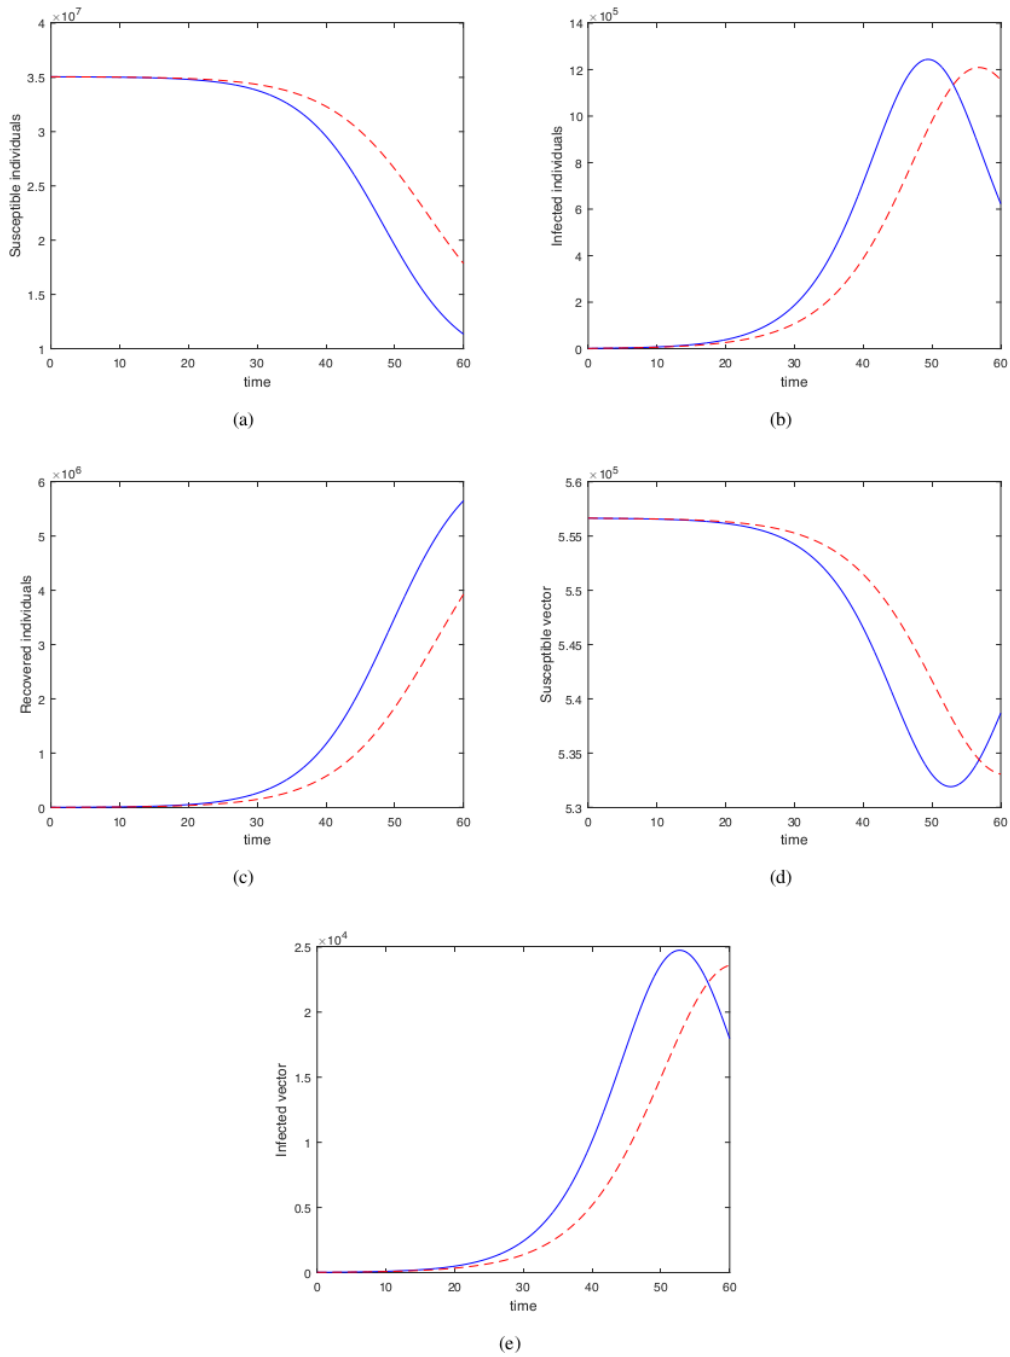 ×10^7
4
3.5
3
2.5
2
1.5
1
Susceptible individuals
0 10 20 30 40 50 60
time
(a)
×10^5
14
12
10
8
6
4
2
0
Infected individuals
0 10 20 30 40 50 60
time
(b)
×10^6
6
5
4
3
2
1
0
Recovered individuals
0 10 20 30 40 50 60
time
(c)
×10^5
5.6
5.55
5.5
5.45
5.4
5.35
5.3
Susceptible vector
0 10 20 30 40 50 60
time
(d)
×10^4
2.5
2
1.5
1
0.5
0
Infected vector
0 10 20 30 40 50 60
time
(e)